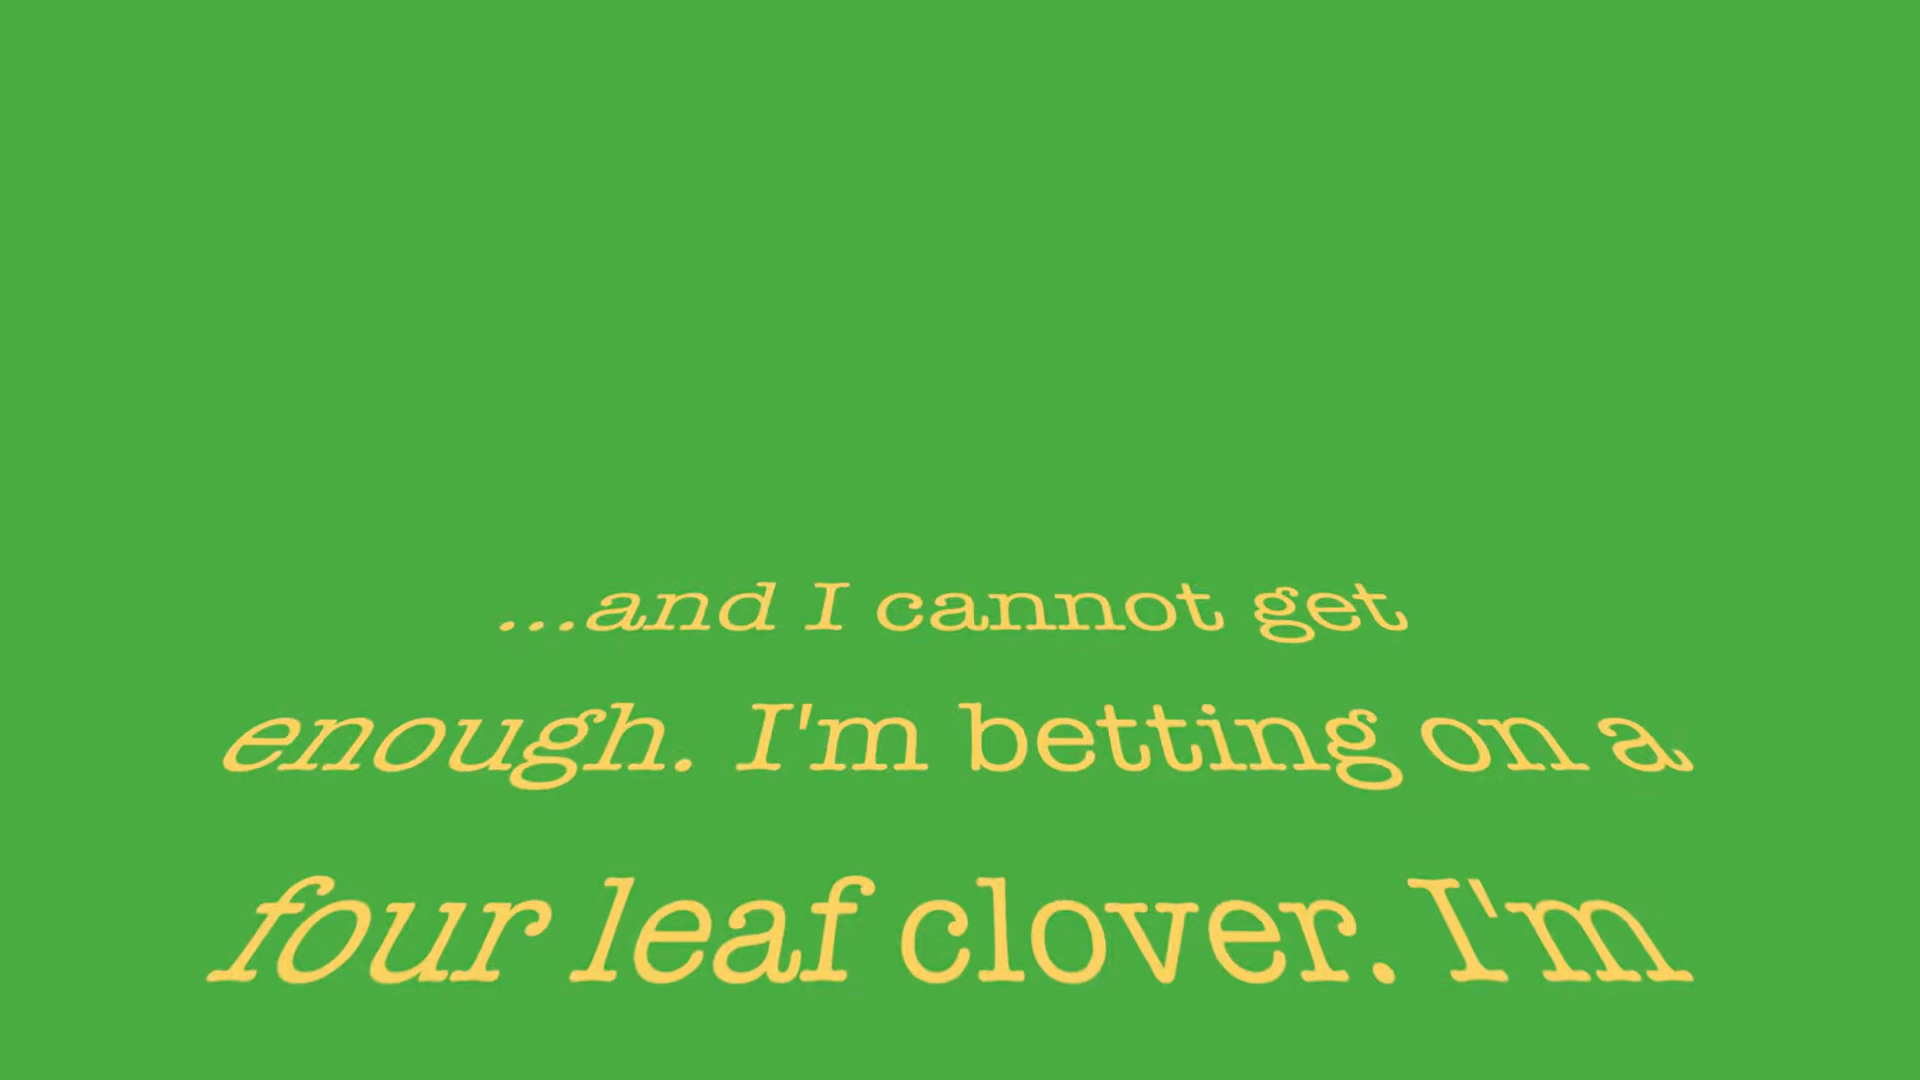 ...and I cannot get
enough. I'm betting on a
four leaf clover. I'm